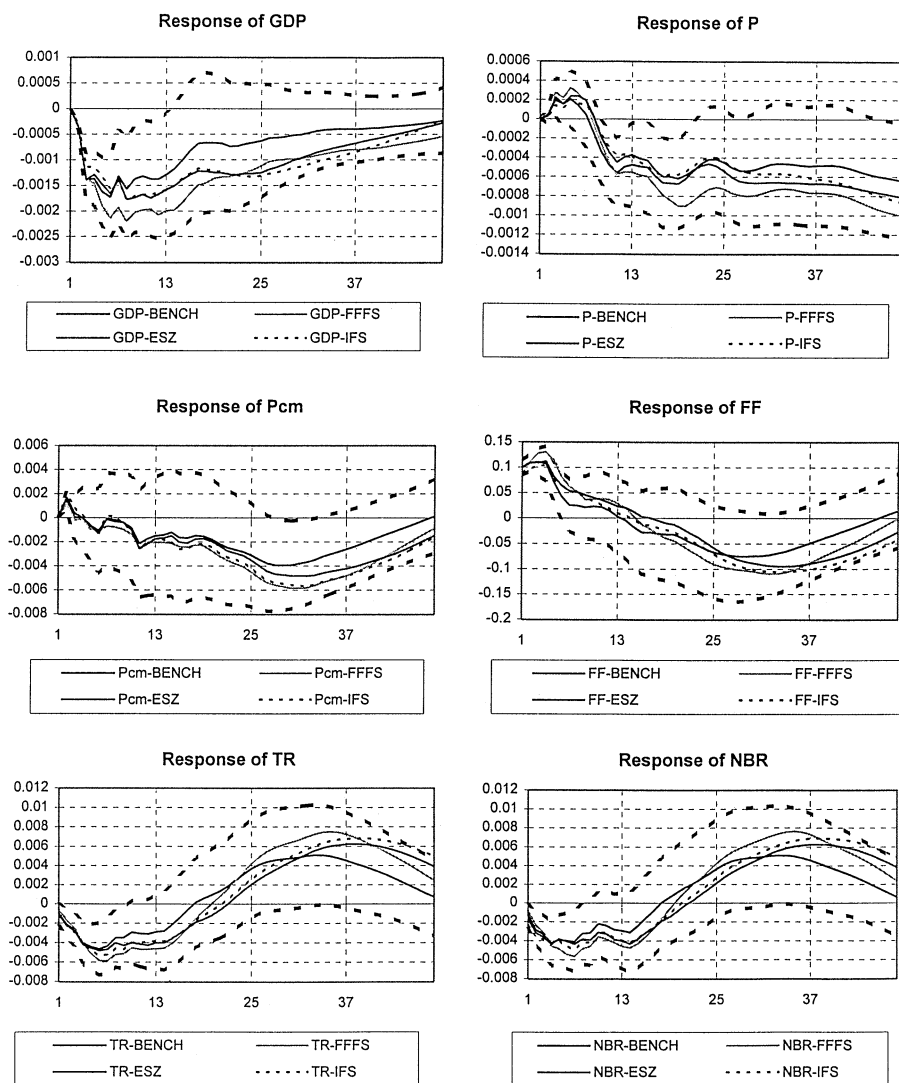 Response of GDP
0.001
0.0005
0
-0.0005
-0.001
-0.0015
-0.002
-0.0025
-0.003
1 13 25 37
GDP-BENCH GDP-FFFS
GDP-ESZ GDP-IFS
Response of P
0.0006
0.0004
0.0002
0
-0.0002
-0.0004
-0.0006
-0.0008
-0.001
-0.0012
-0.0014
1 13 25 37
P-BENCH P-FFFS
P-ESZ P-IFS
Response of Pcm
0.006
0.004
0.002
0
-0.002
-0.004
-0.006
-0.008
1 13 25 37
Pcm-BENCH Pcm-FFFS
Pcm-ESZ Pcm-IFS
Response of FF
0.15
0.1
0.05
0
-0.05
-0.1
-0.15
-0.2
1 13 25 37
FF-BENCH FF-FFFS
FF-ESZ FF-IFS
Response of TR
0.012
0.01
0.008
0.006
0.004
0.002
0
-0.002
-0.004
-0.006
-0.008
1 13 25 37
TR-BENCH TR-FFFS
TR-ESZ TR-IFS
Response of NBR
0.012
0.01
0.008
0.006
0.004
0.002
0
-0.002
-0.004
-0.006
-0.008
1 13 25 37
NBR-BENCH NBR-FFFS
NBR-ESZ NBR-IFS